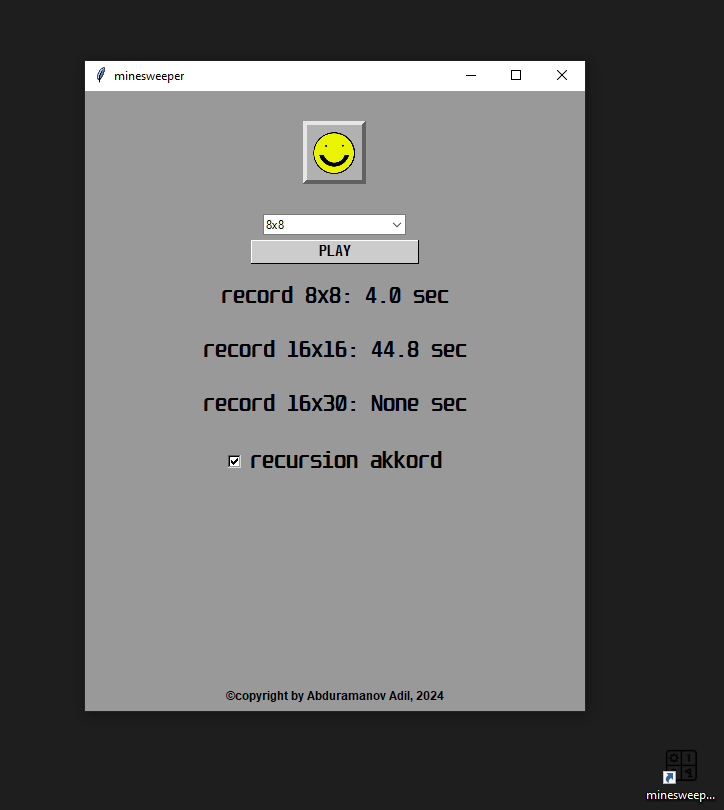 minesweeper
8x8
PLAY
record 8x8: 4.0 sec
record 16x16: 44.8 sec
record 16x30: None sec
recursion akkord
©copyright by Abduramanov Adil, 2024
minesweep...